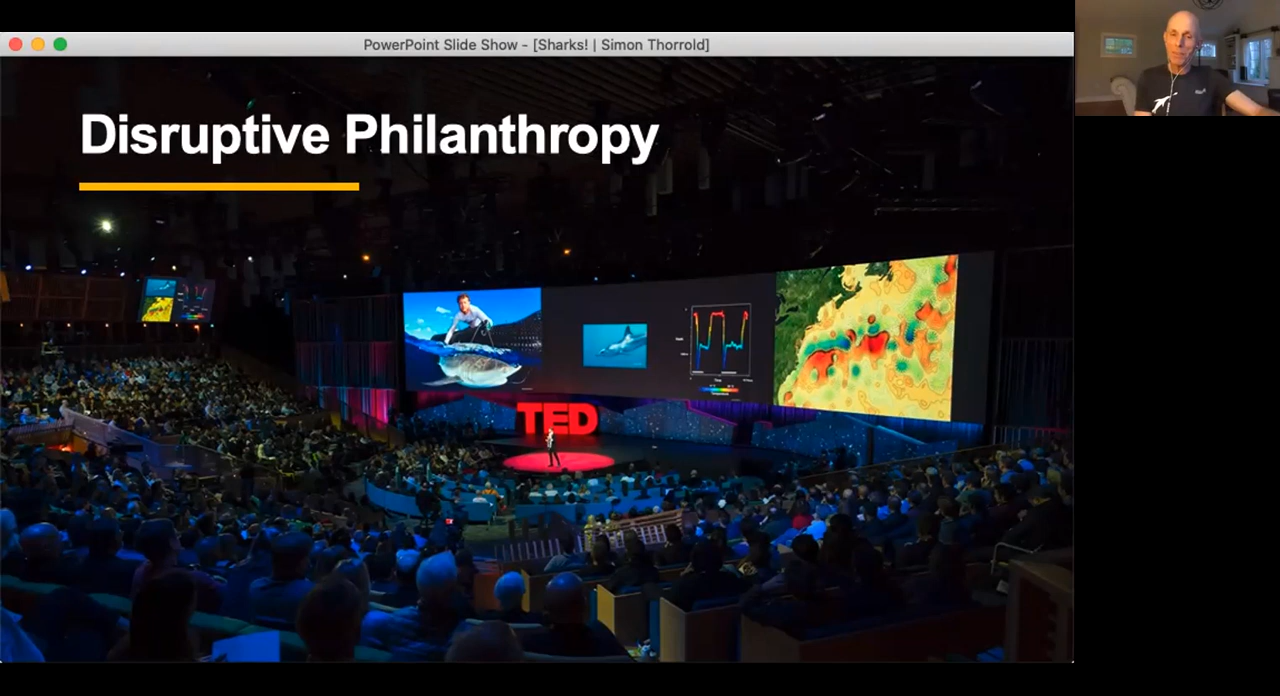 PowerPoint Slide Show - [Sharks! | Simon Thorrold]
Disruptive Philanthropy
TED